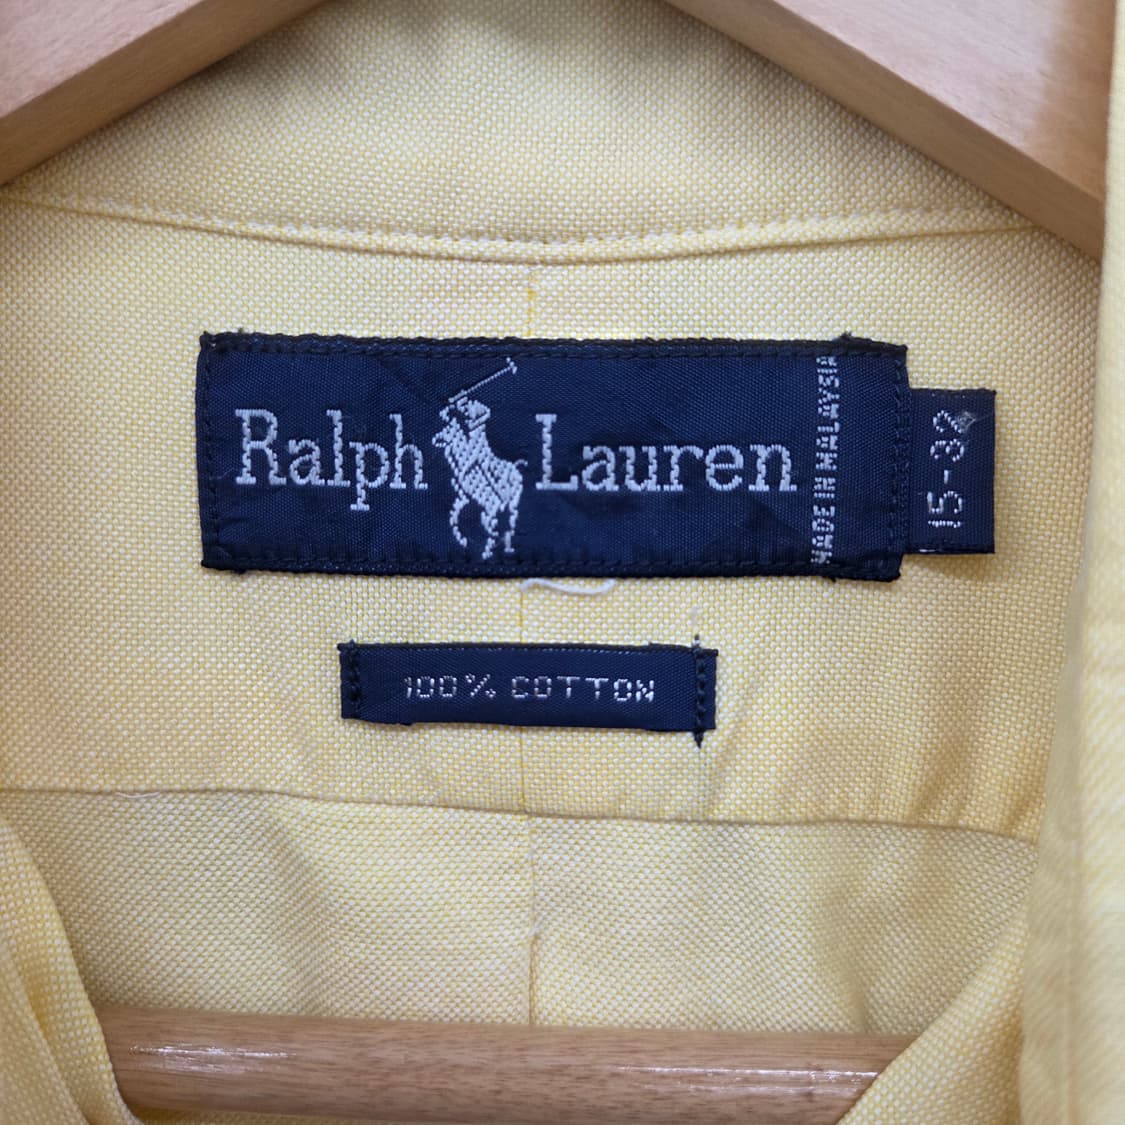 Ralph Lauren
MADE IN MALAYSIA
15-32
100% COTTON